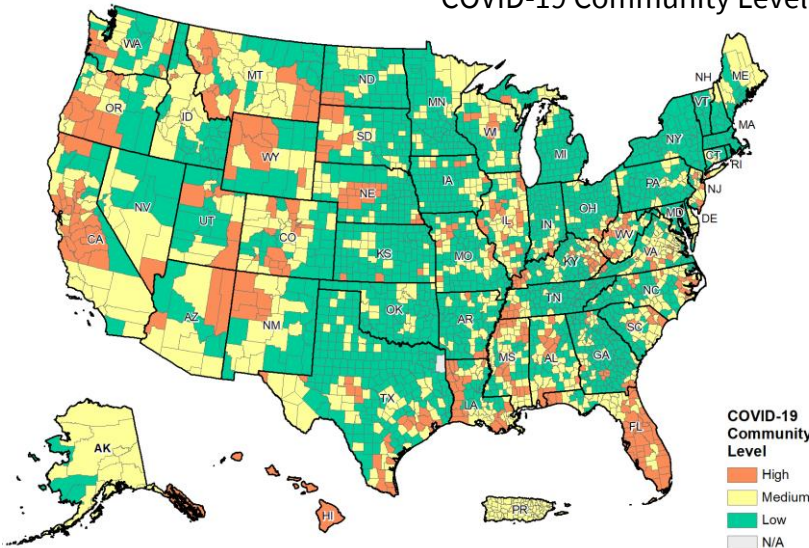 COVID-19 Community Level
WA
MT
ND
MN
NH
ME
VT
OR
ID
SD
WI
MI
NY
MA
WY
CT
RI
IA
PA
NJ
NE
NV
UT
IL
IN
OH
MD
DE
CA
CO
WV
VA
KS
MO
KY
NC
TN
AZ
NM
OK
AR
SC
MS
AL
GA
TX
LA
FL
AK
HI
PR
COVID-19
Community
Level
High
Medium
Low
N/A